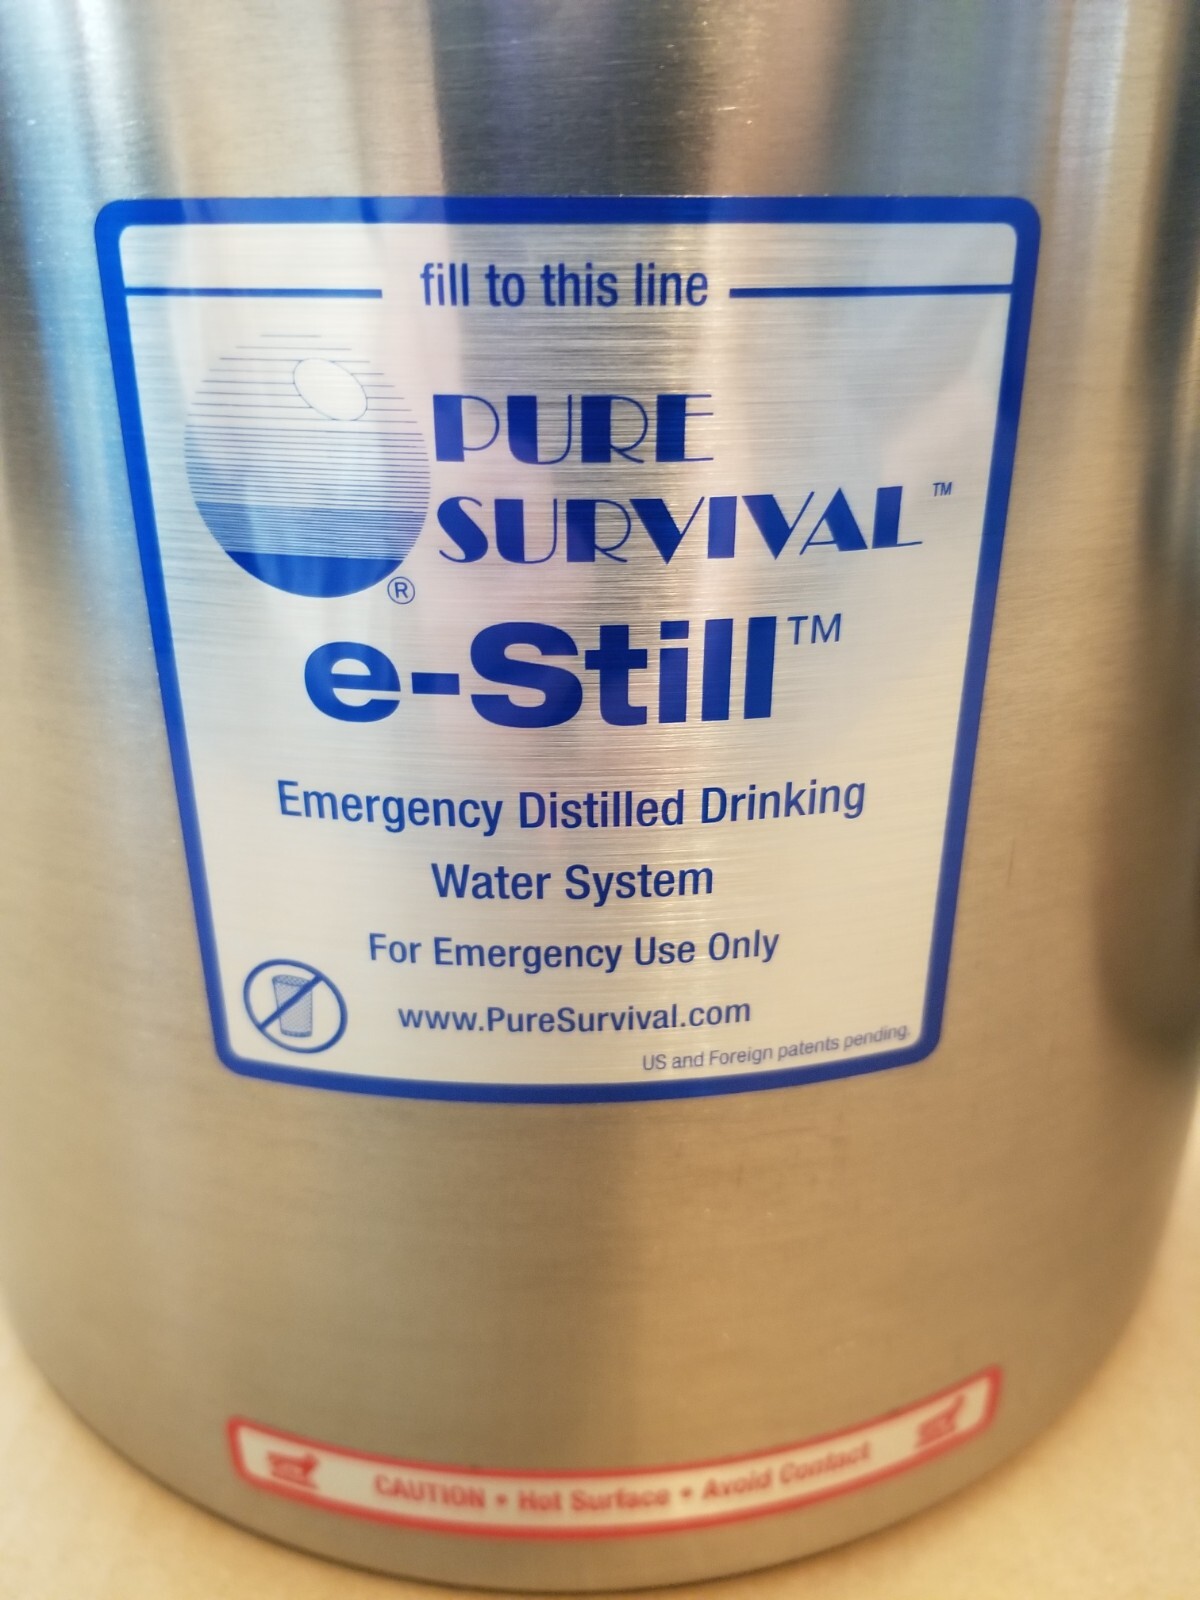 fill to this line
PURE
SURVIVAL™
®
e-Still™
Emergency Distilled Drinking
Water System
For Emergency Use Only
www.PureSurvival.com
US and Foreign patents pending.
CAUTION • Hot Surface • Avoid Contact